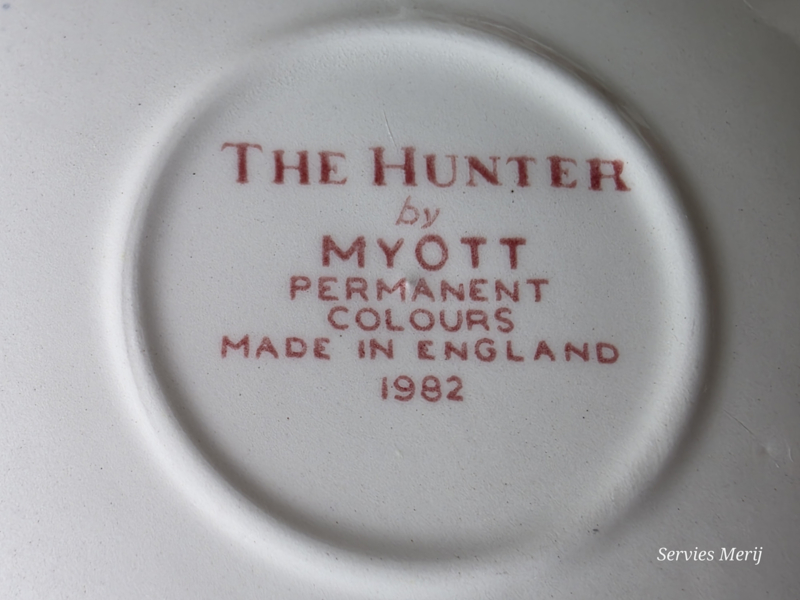 THE HUNTER
by
MYOTT
PERMANENT
COLOURS
MADE IN ENGLAND
1982
Servies Merij